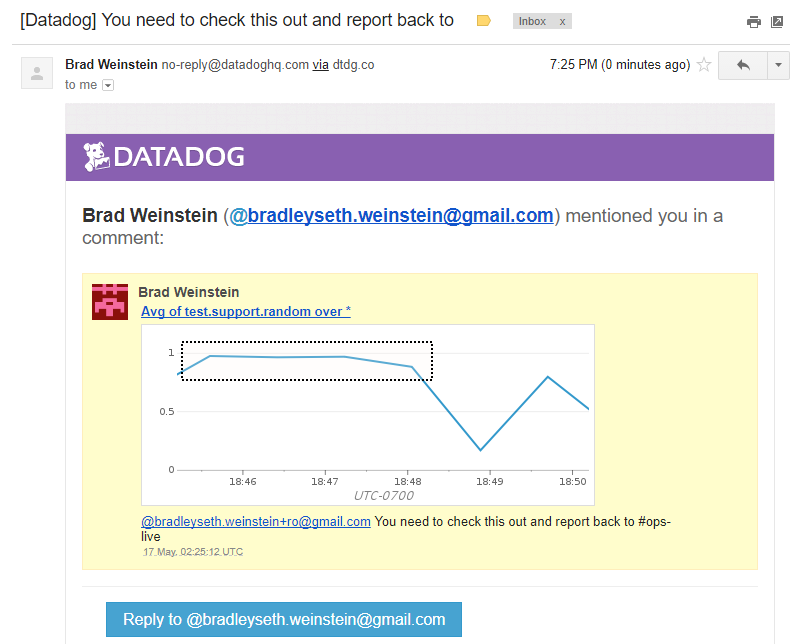 [Datadog] You need to check this out and report back to
Inbox x
Brad Weinstein no-reply@datadoghq.com via dtdg.co
7:25 PM (0 minutes ago)
to me
DATADOG
Brad Weinstein (@bradleyseth.weinstein@gmail.com) mentioned you in a
comment:
Brad Weinstein
Avg of test.support.random over *
1
0.5
0
18:46 18:47 18:48 18:49 18:50
UTC-0700
@bradleyseth.weinstein+ro@gmail.com You need to check this out and report back to #ops-
live
17 May, 02:25:12 UTC
Reply to @bradleyseth.weinstein@gmail.com